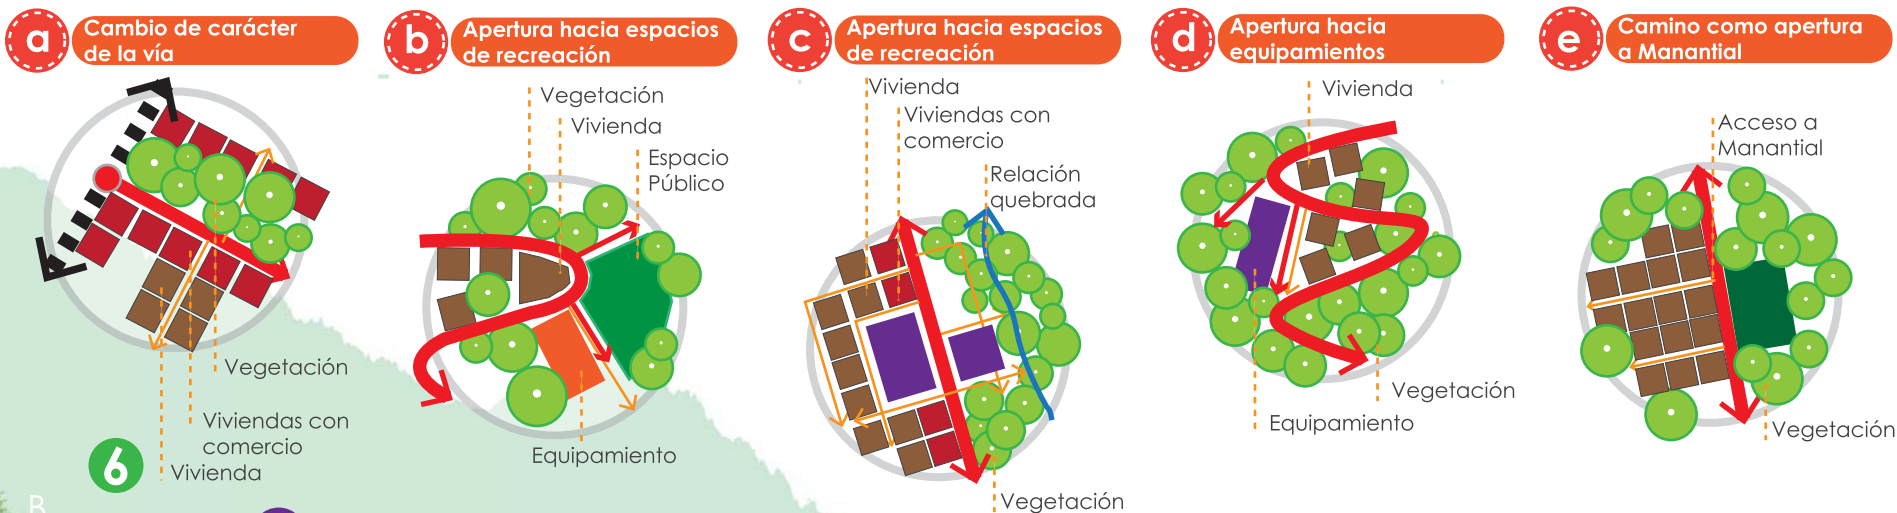 a
Cambio de carácter
de la vía
Vegetación
Viviendas con
comercio
Vivienda
6
B
b
Apertura hacia espacios
de recreación
Vegetación
Vivienda
Espacio
Público
Equipamiento
c
Apertura hacia espacios
de recreación
Vivienda
Viviendas con
comercio
Relación
quebrada
Vegetación
d
Apertura hacia
equipamientos
Vivienda
Vegetación
Equipamiento
e
Camino como apertura
a Manantial
Acceso a
Manantial
Vegetación